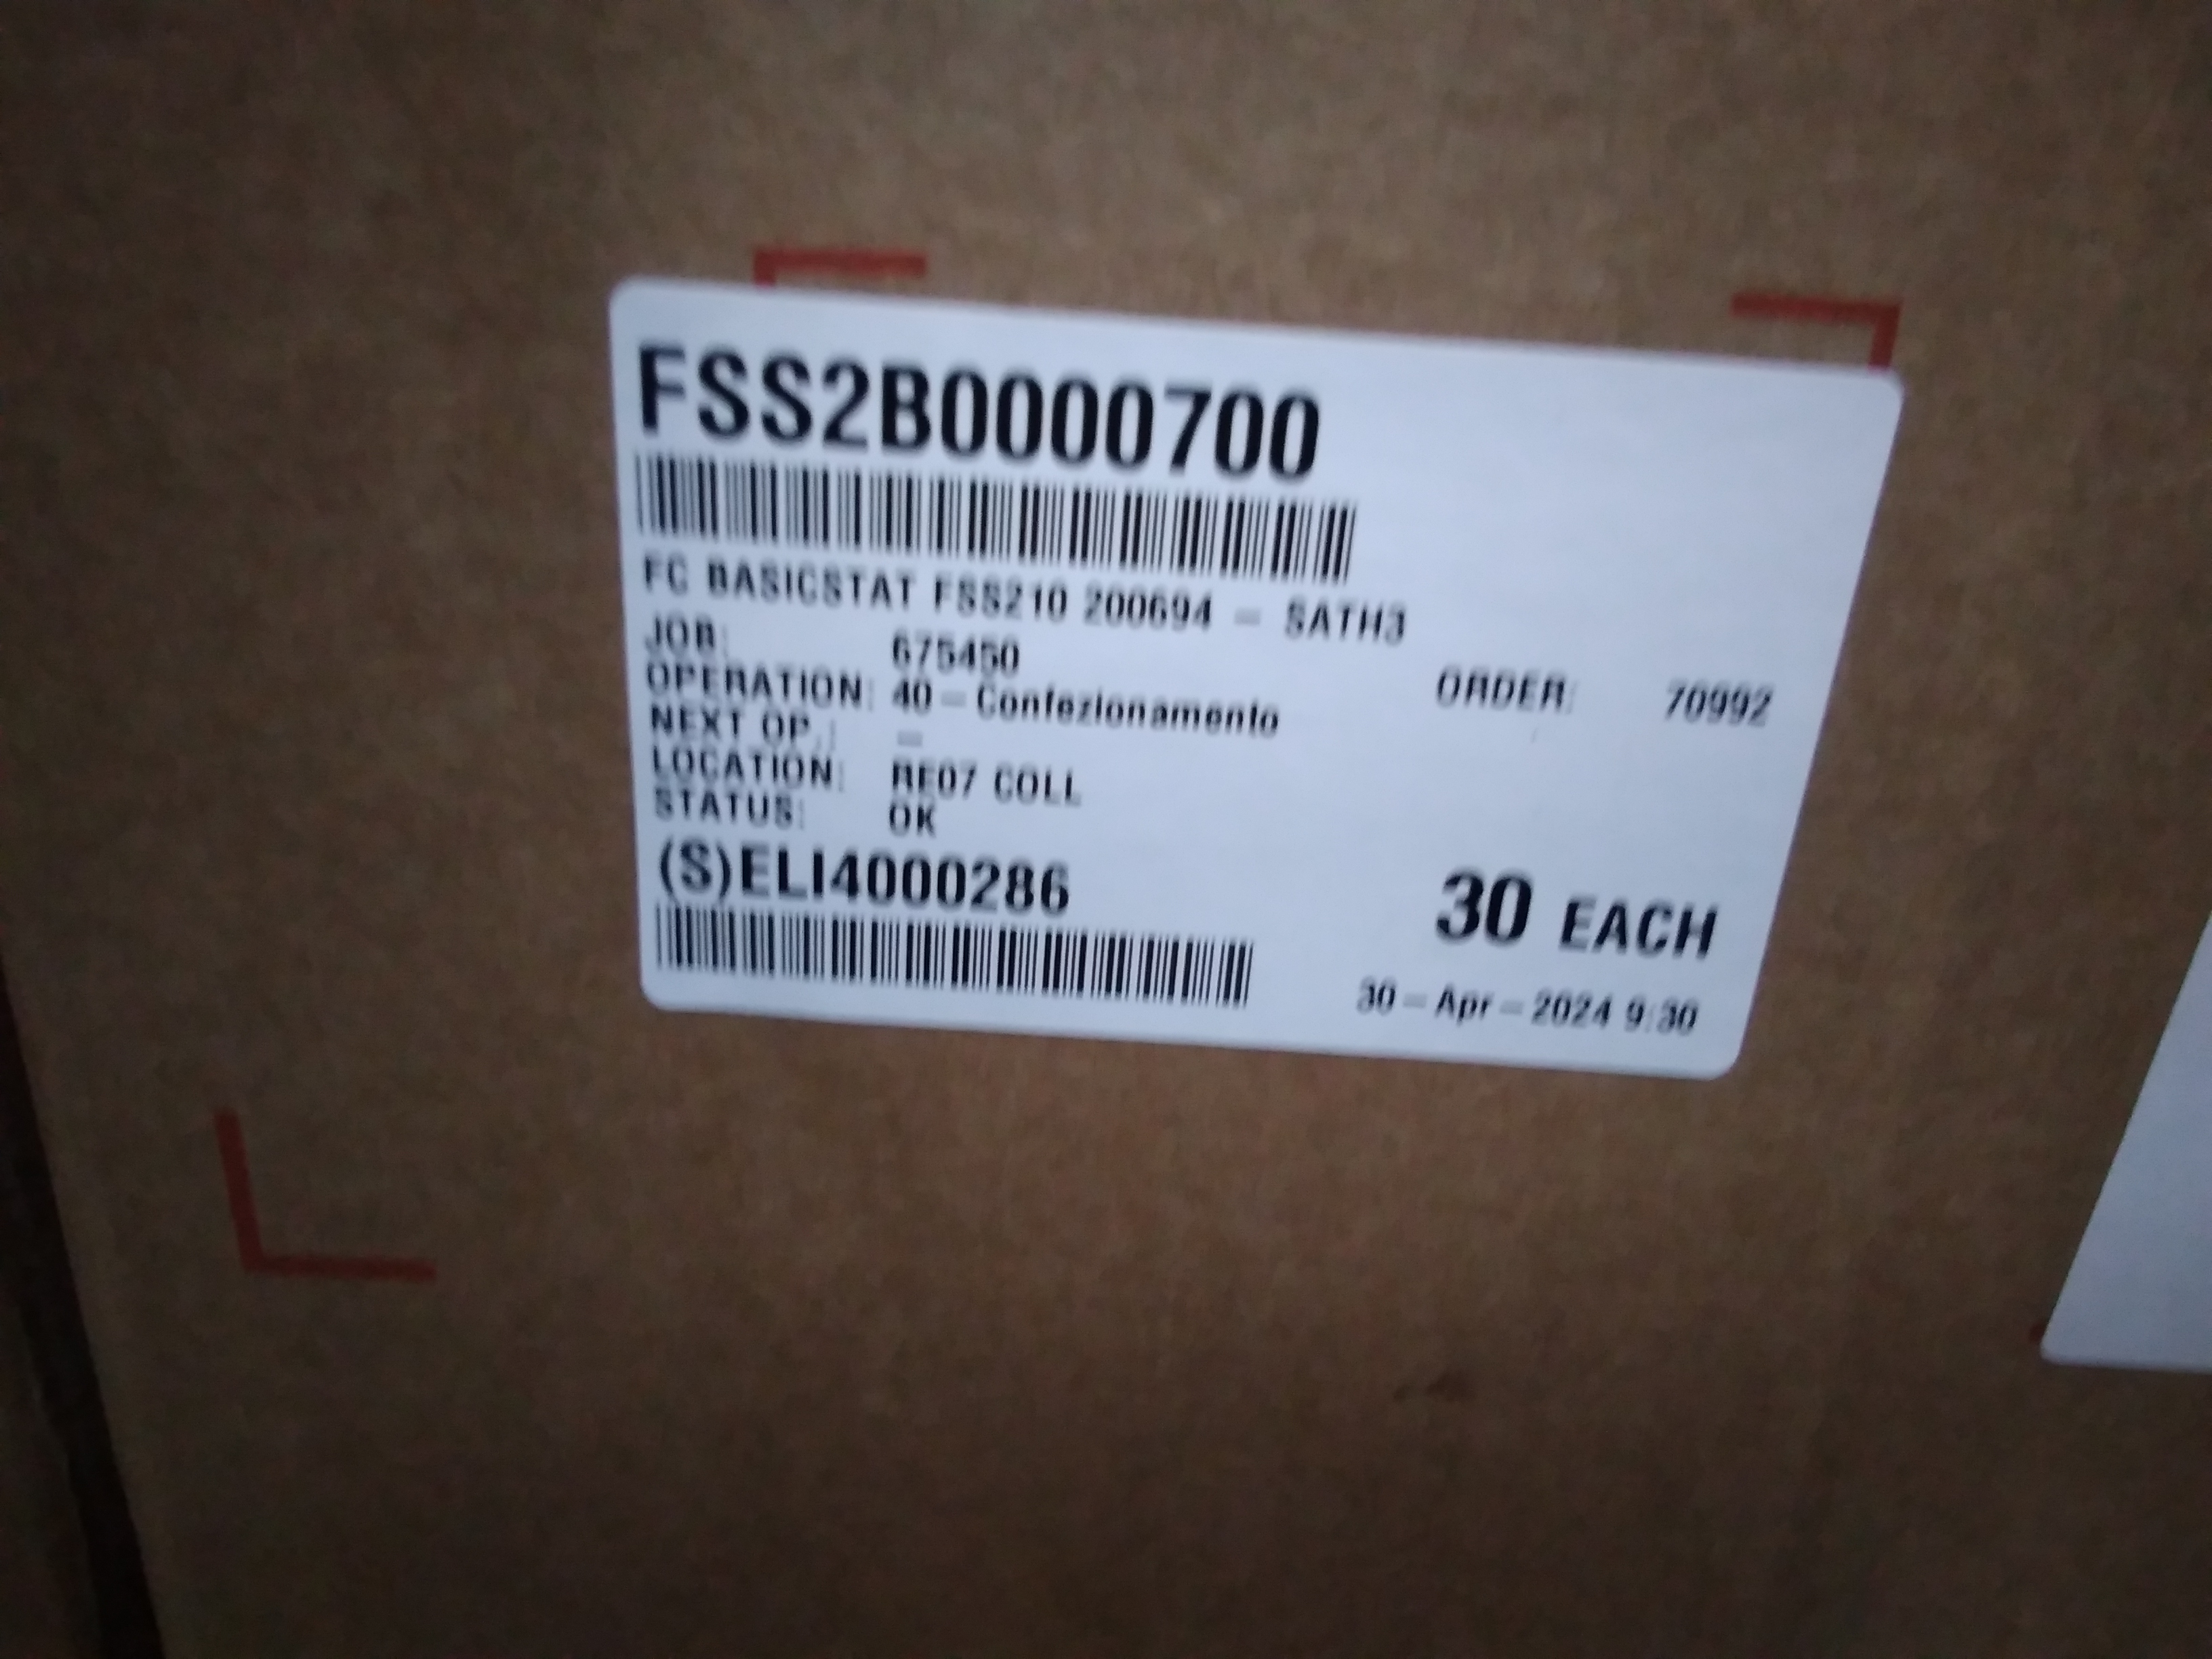 FSS2B0000700
FC BASICSTAT FSS210 200694 - SATH3
JOB: 675450
ORDER: 70992
OPERATION: 40 - Confezionamento
NEXT OP.: -
LOCATION: RE07 COLL
STATUS: OK
(S)ELI4000286
30 EACH
30-Apr-2024 9:30